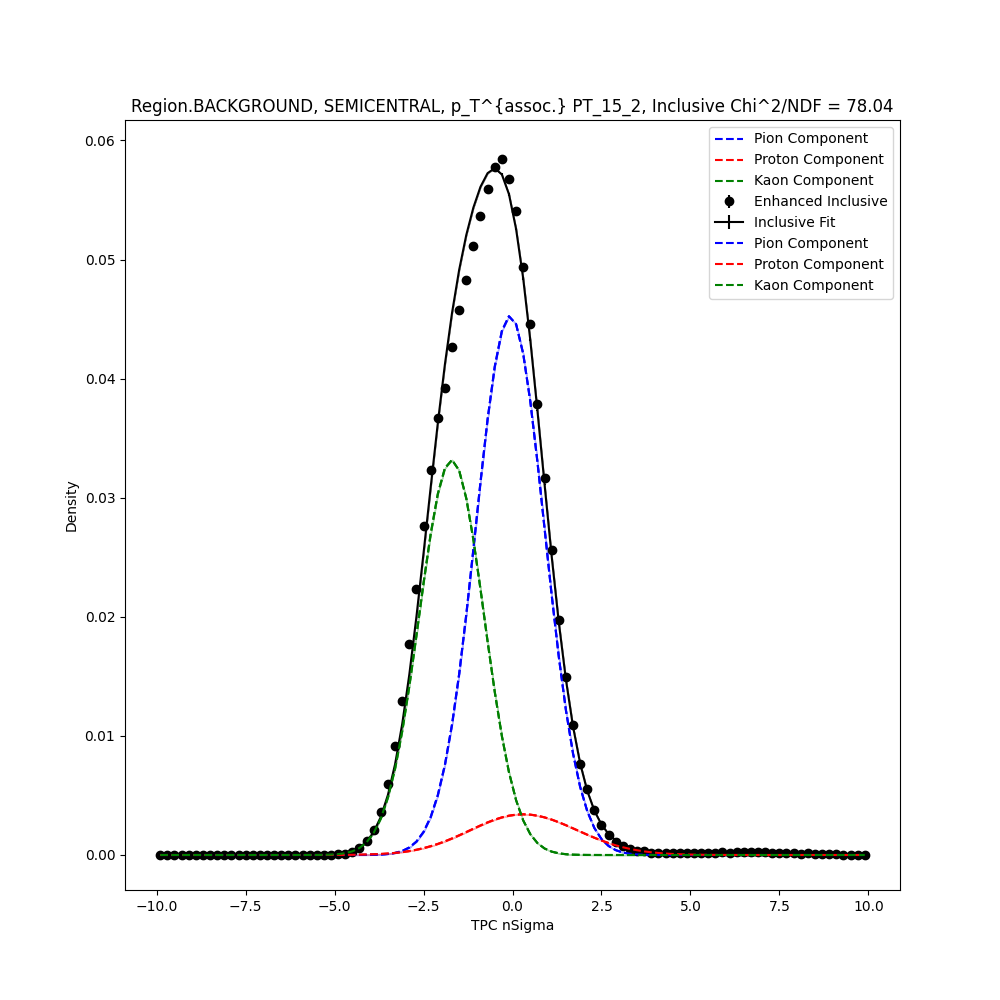 Region.BACKGROUND, SEMICENTRAL, p_T^{assoc.} PT_15_2, Inclusive Chi^2/NDF = 78.04
Pion Component
Proton Component
Kaon Component
Enhanced Inclusive
Inclusive Fit
Pion Component
Proton Component
Kaon Component
0.06
0.05
0.04
0.03
0.02
0.01
0.00
Density
−10.0 −7.5 −5.0 −2.5 0.0 2.5 5.0 7.5 10.0
TPC nSigma